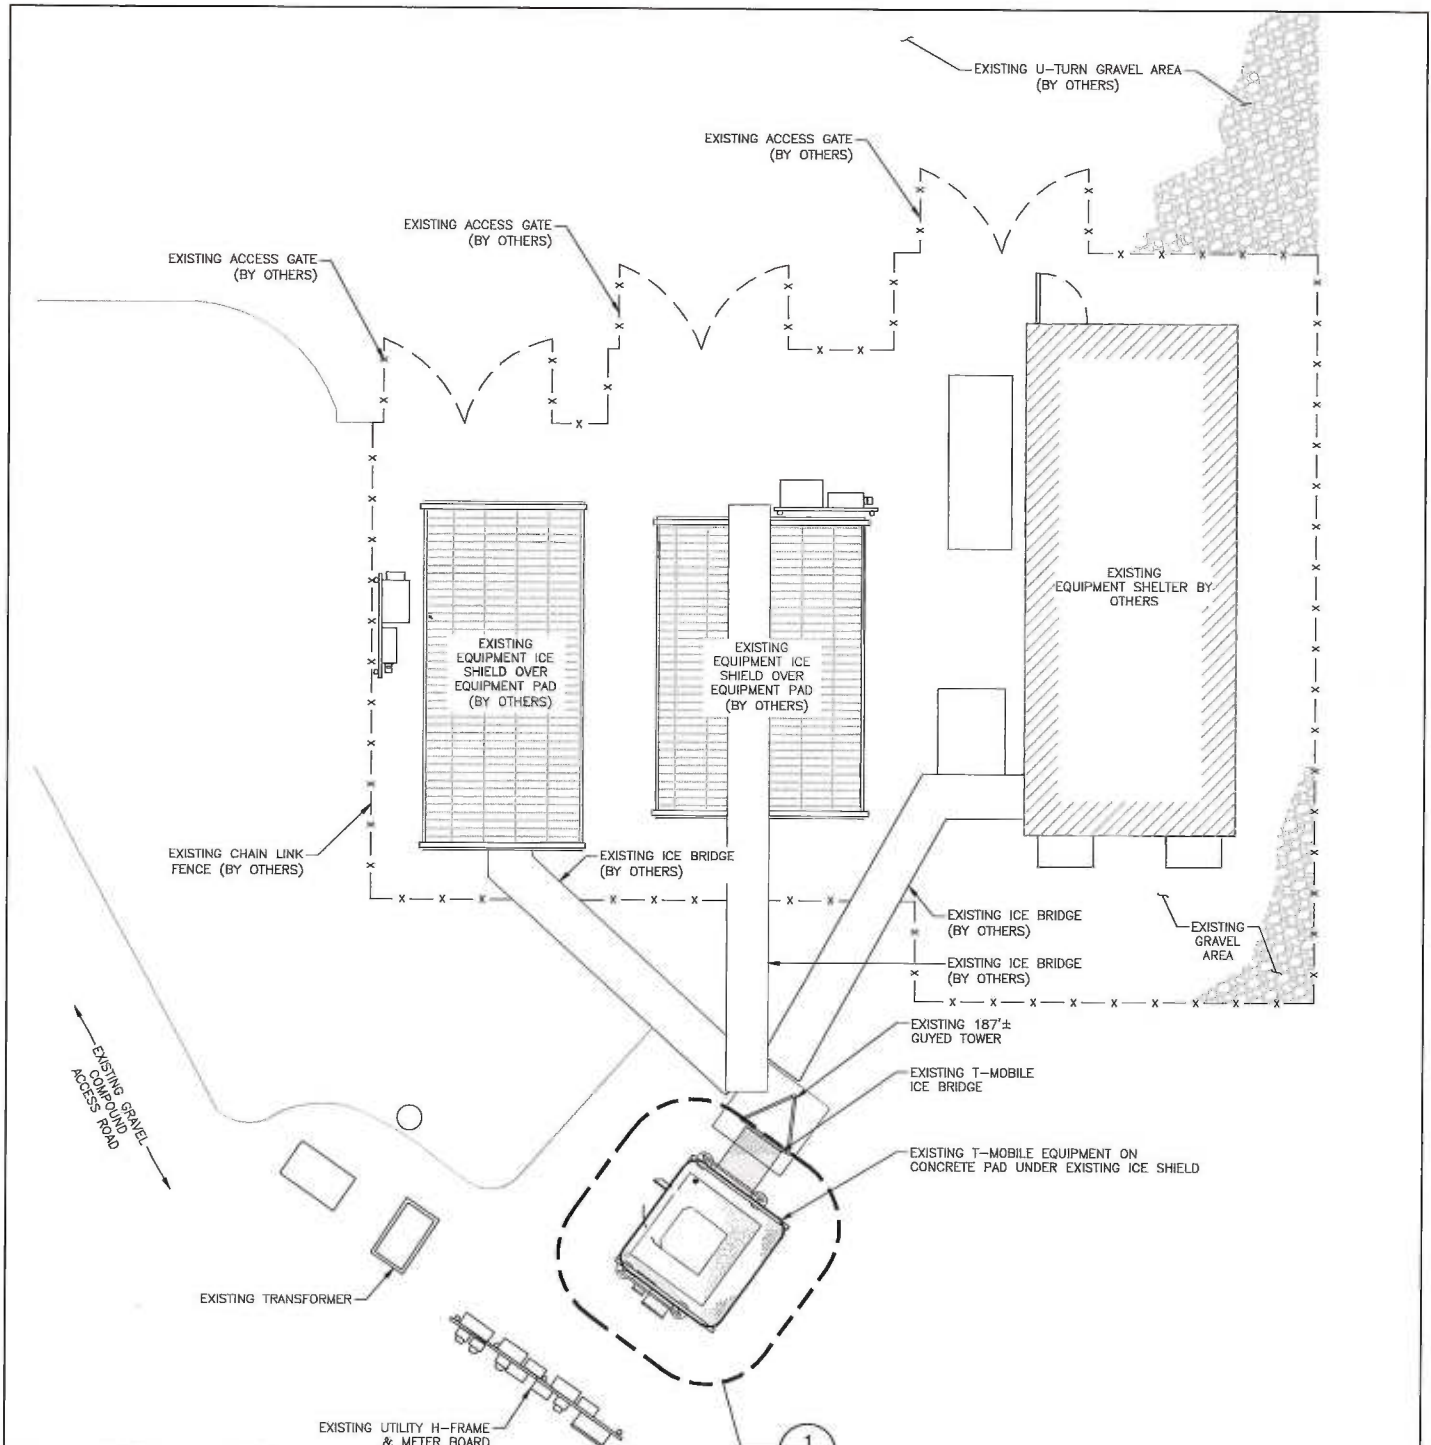 EXISTING U-TURN GRAVEL AREA
(BY OTHERS)
EXISTING ACCESS GATE
(BY OTHERS)
EXISTING ACCESS GATE
(BY OTHERS)
EXISTING ACCESS GATE
(BY OTHERS)
EXISTING
EQUIPMENT SHELTER BY
OTHERS
EXISTING
EQUIPMENT ICE
SHIELD OVER
EQUIPMENT PAD
(BY OTHERS)
EXISTING
EQUIPMENT ICE
SHIELD OVER
EQUIPMENT PAD
(BY OTHERS)
EXISTING CHAIN LINK
FENCE (BY OTHERS)
EXISTING ICE BRIDGE
(BY OTHERS)
EXISTING ICE BRIDGE
(BY OTHERS)
EXISTING
GRAVEL
AREA
EXISTING ICE BRIDGE
(BY OTHERS)
EXISTING 187'±
GUYED TOWER
EXISTING T-MOBILE
ICE BRIDGE
EXISTING GRAVEL
COMPOUND
ACCESS ROAD
EXISTING T-MOBILE EQUIPMENT ON
CONCRETE PAD UNDER EXISTING ICE SHIELD
EXISTING TRANSFORMER
EXISTING UTILITY H-FRAME
& METER BOARD
1